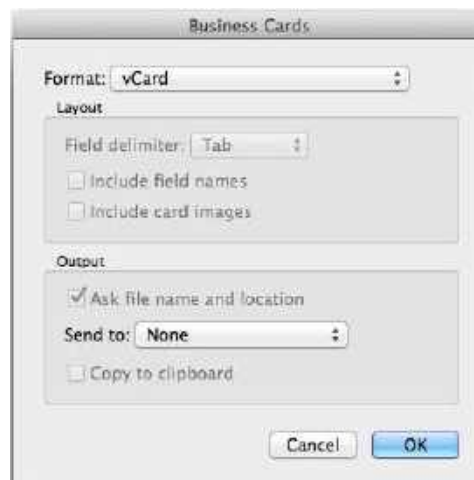 Business Cards
Format: vCard
Layout
Field delimiter: Tab
Include field names
Include card images
Output
Ask file name and location
Send to: None
Copy to clipboard
Cancel OK